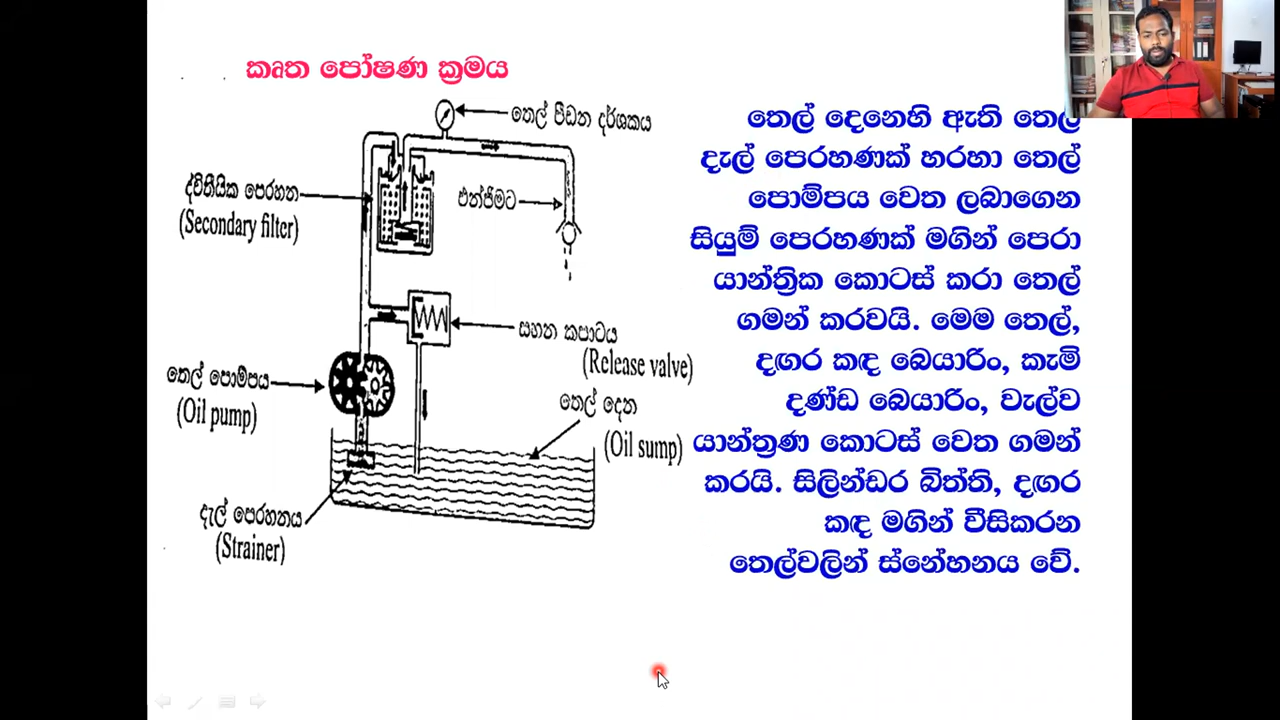 කෘත පෝෂණ ක්‍රමය
තෙල් පීඩන දර්ශකය
ද්විතීයික පෙරහන
(Secondary filter)
එන්ජිමට
සහන කපාටය
(Release valve)
තෙල් පොම්පය
(Oil pump)
තෙල් දෙන
(Oil sump)
දැල් පෙරහනය
(Strainer)
තෙල් දෙනෙහි ඇති තෙල්
දැල් පෙරහණක් හරහා තෙල්
පොම්පය වෙත ලබාගෙන
සියුම් පෙරහණක් මගින් පෙරා
යාන්ත්‍රික කොටස් කරා තෙල්
ගමන් කරවයි. මෙම තෙල්,
දඟර කඳ බෙයාරිං, කැමි
දණ්ඩ බෙයාරිං, වැල්ව
යාන්ත්‍රණ කොටස් වෙත ගමන්
කරයි. සිලින්ඩර බිත්ති, දඟර
කඳ මගින් විසිකරන
තෙල්වලින් ස්නේහනය වේ.